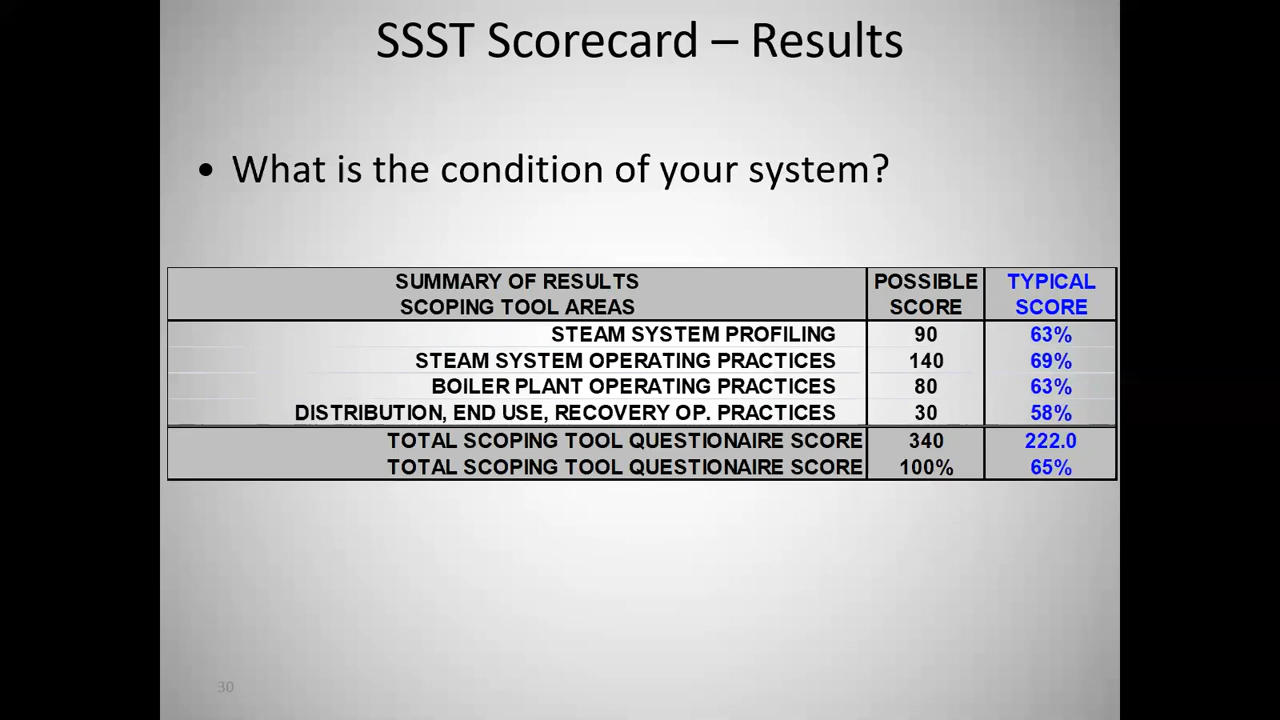 SSST Scorecard – Results
• What is the condition of your system?
SUMMARY OF RESULTS SCOPING TOOL AREAS POSSIBLE SCORE TYPICAL SCORE
STEAM SYSTEM PROFILING 90 63%
STEAM SYSTEM OPERATING PRACTICES 140 69%
BOILER PLANT OPERATING PRACTICES 80 63%
DISTRIBUTION, END USE, RECOVERY OP. PRACTICES 30 58%
TOTAL SCOPING TOOL QUESTIONAIRE SCORE 340 222.0
TOTAL SCOPING TOOL QUESTIONAIRE SCORE 100% 65%
30